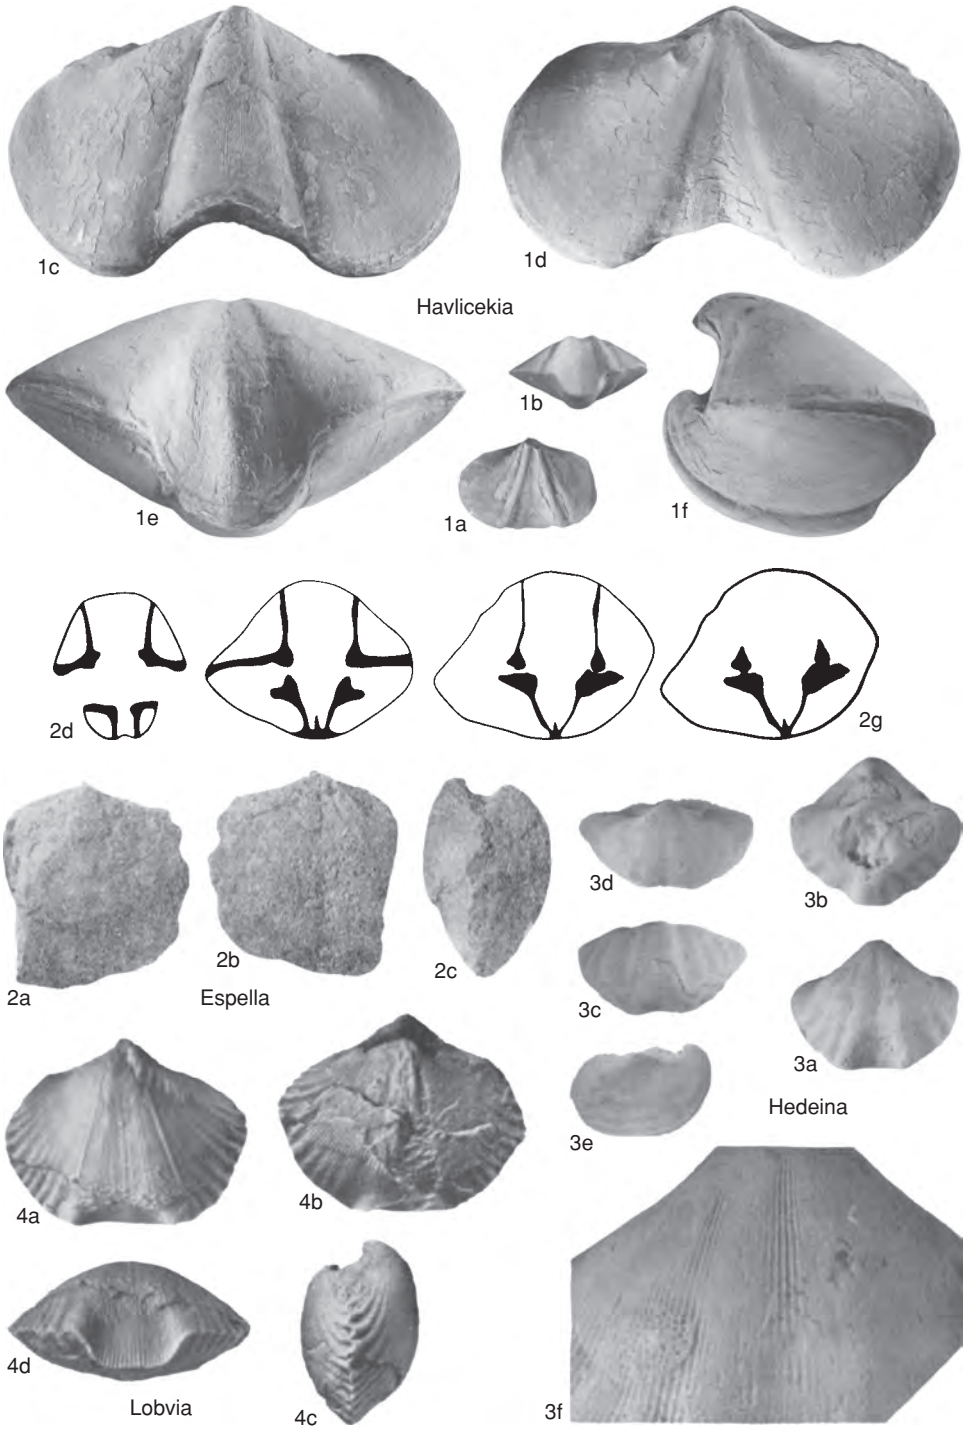 1c
1d
Havlicekia
1b
1e
1a
1f
2d
2g
3d
3b
2b
2c
2a
Espella
3c
3a
Hedeina
3e
4a
4b
4d
Lobvia
4c
3f